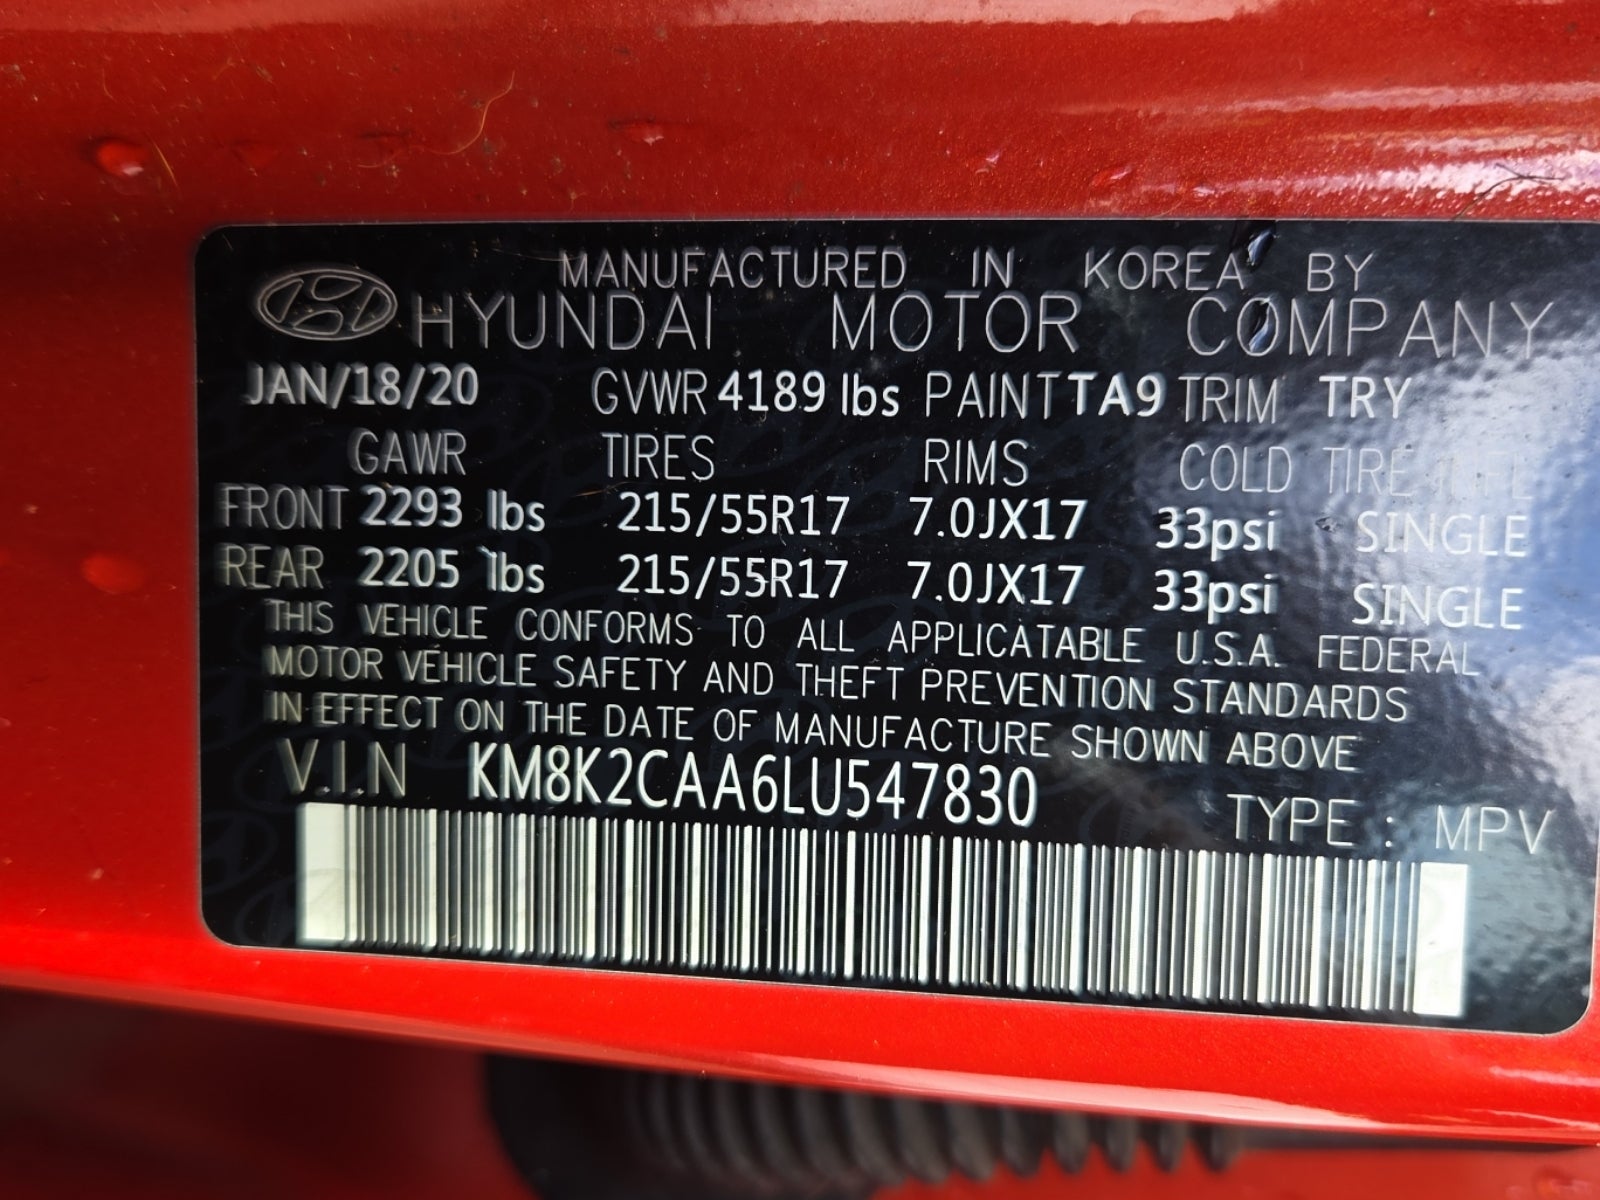 MANUFACTURED IN KOREA BY
HYUNDAI MOTOR COMPANY
JAN/18/20 GVWR 4189 lbs PAINT TA9 TRIM TRY
GAWR TIRES RIMS COLD TIRE INFL
FRONT 2293 lbs 215/55R17 7.0JX17 33psi SINGLE
REAR 2205 lbs 215/55R17 7.0JX17 33psi SINGLE
THIS VEHICLE CONFORMS TO ALL APPLICATABLE U.S.A. FEDERAL
MOTOR VEHICLE SAFETY AND THEFT PREVENTION STANDARDS
IN EFFECT ON THE DATE OF MANUFACTURE SHOWN ABOVE
V.I.N KM8K2CAA6LU547830
TYPE : MPV